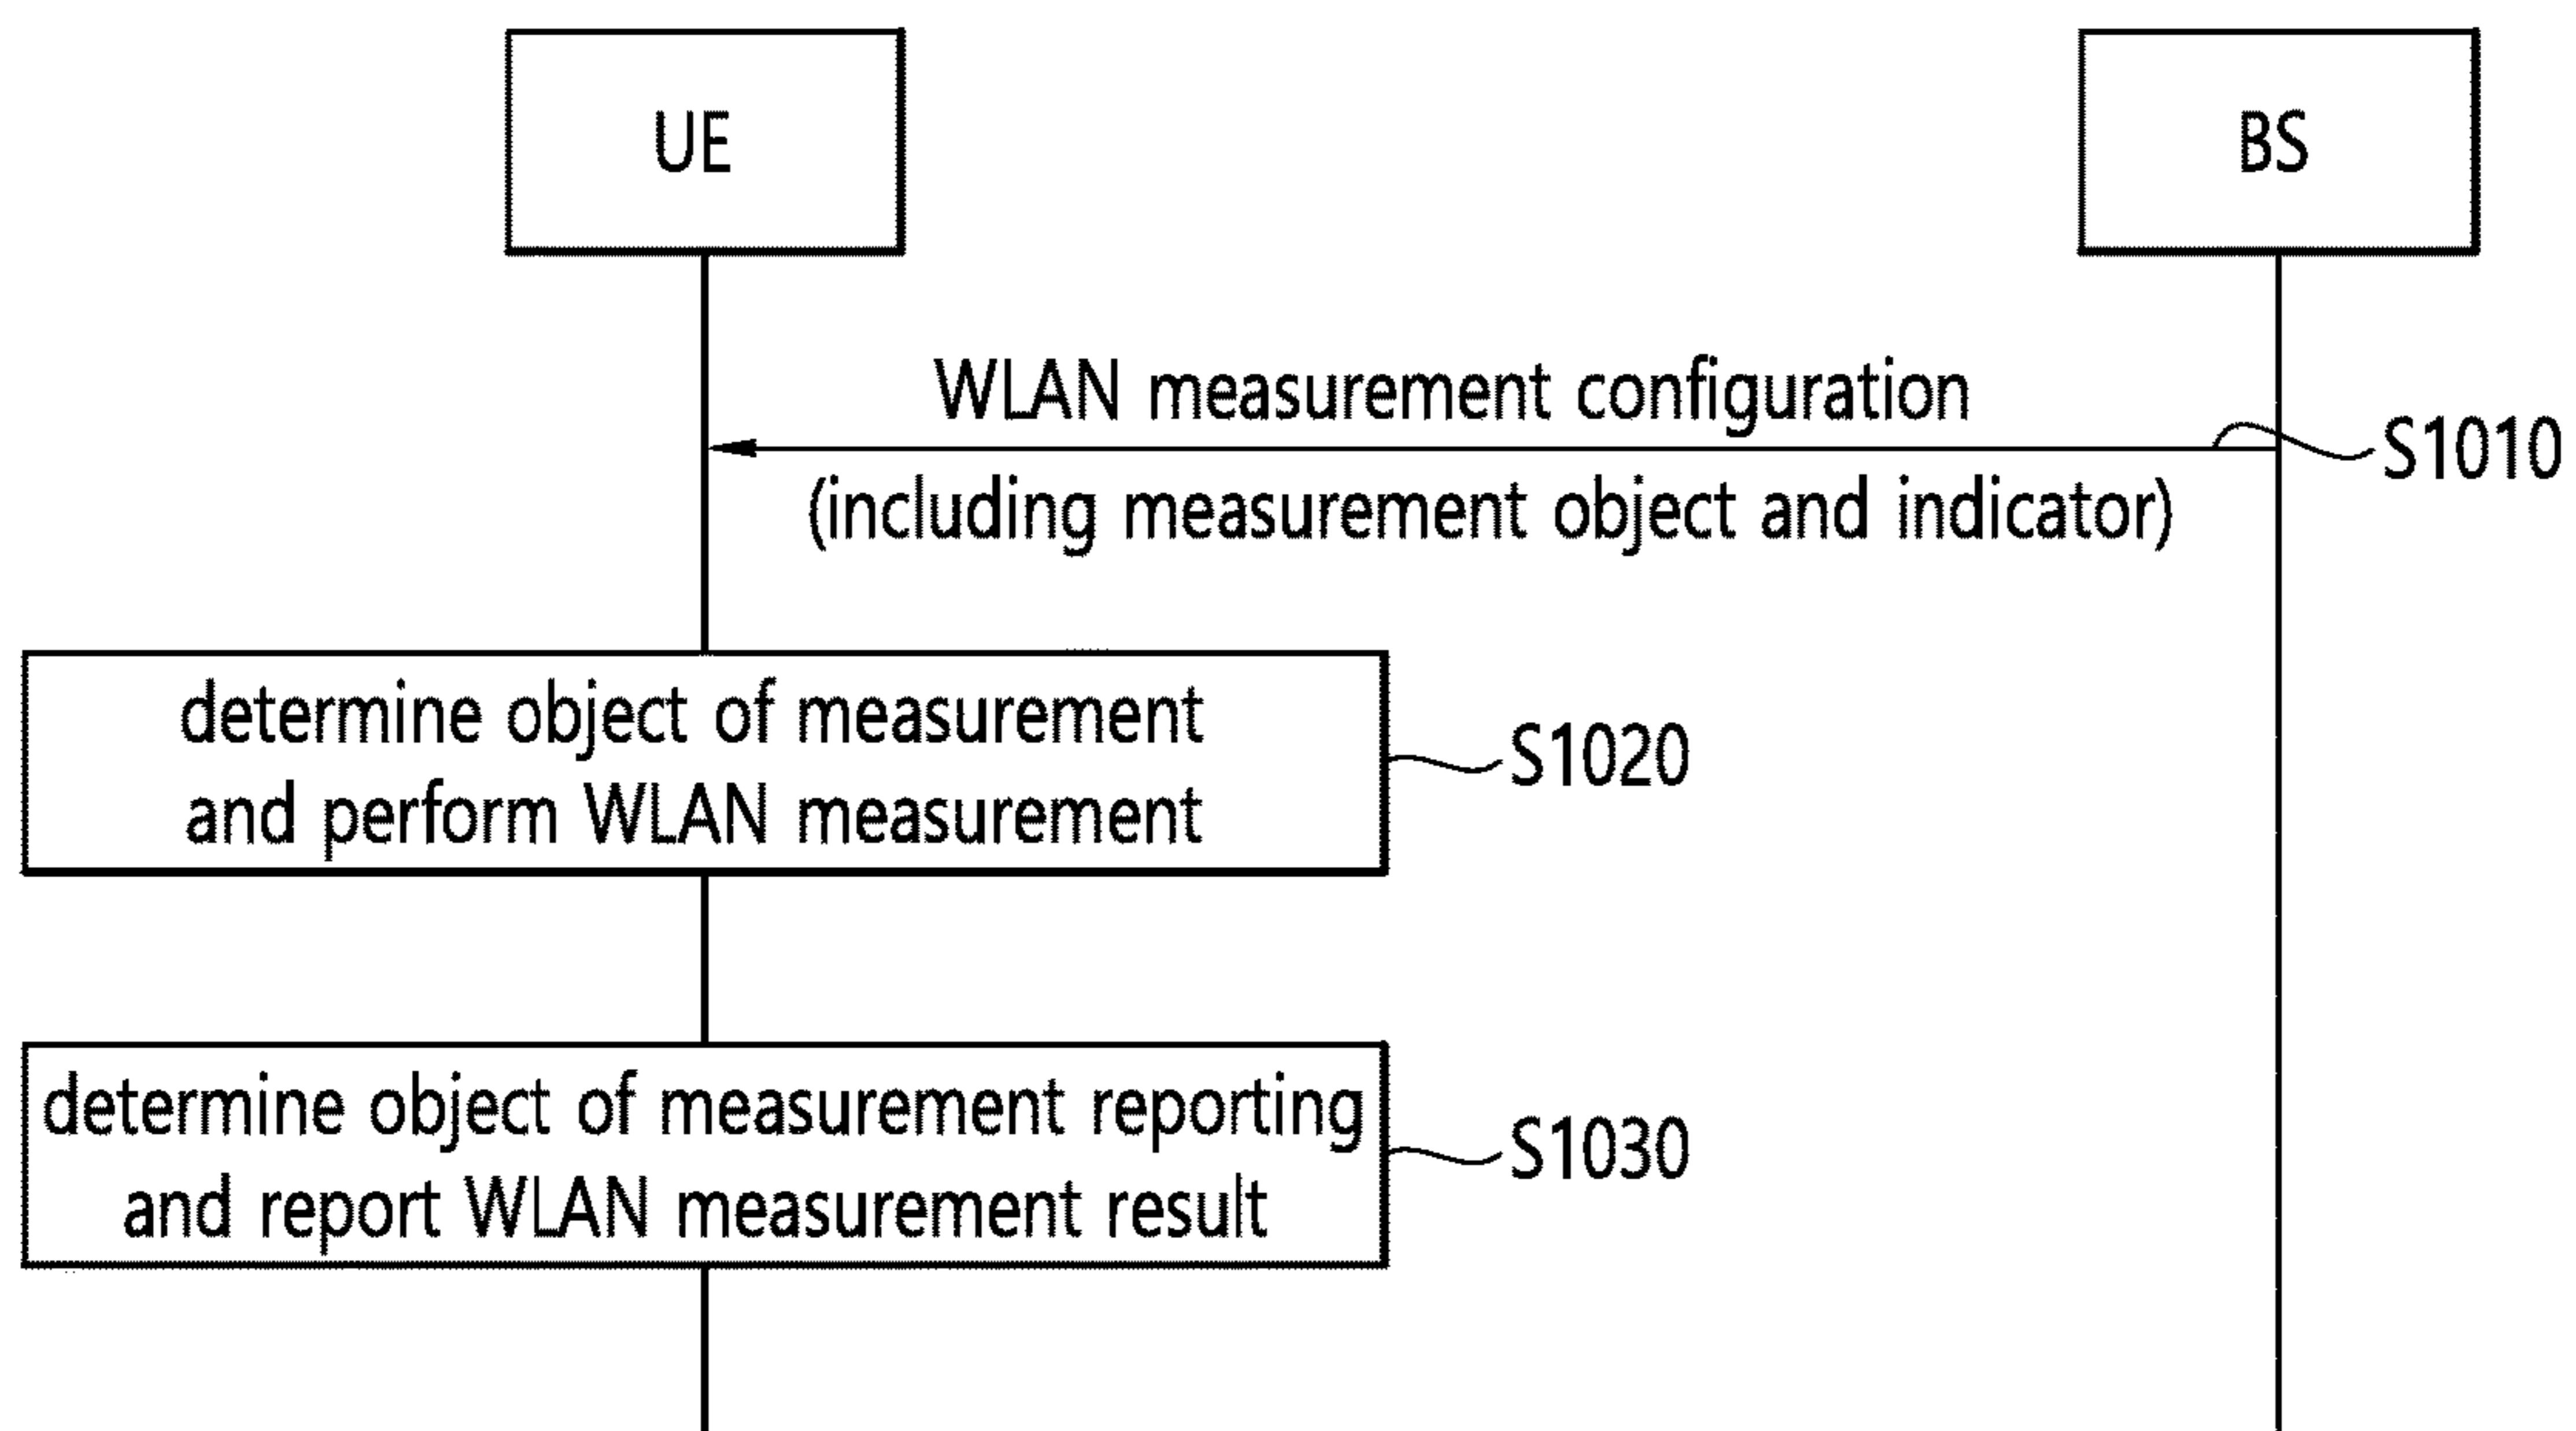 UE
BS
WLAN measurement configuration
S1010
(including measurement object and indicator)
determine object of measurement
and perform WLAN measurement
S1020
determine object of measurement reporting
and report WLAN measurement result
S1030